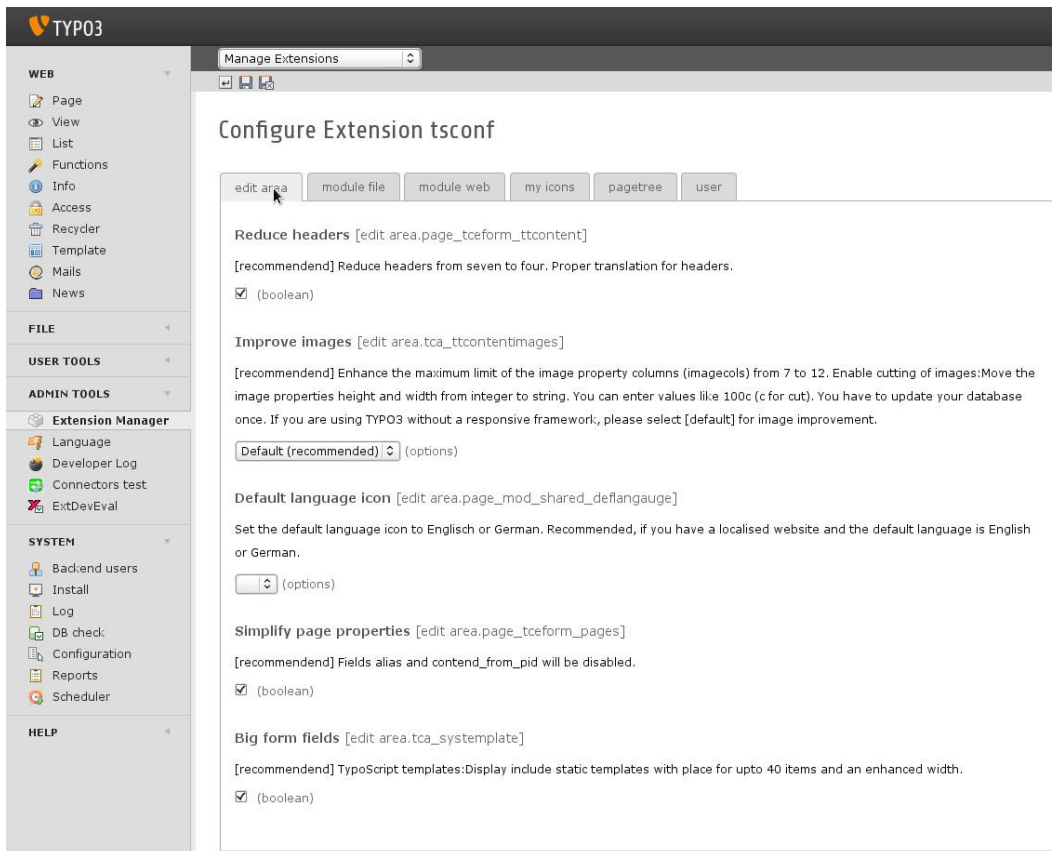 TYPO3
Manage Extensions
WEB
Page
View
List
Functions
Info
Access
Recycler
Template
Mails
News
FILE
USER TOOLS
ADMIN TOOLS
Extension Manager
Language
Developer Log
Connectors test
ExtDevEval
SYSTEM
Backend users
Install
Log
DB check
Configuration
Reports
Scheduler
HELP
Configure Extension tsconf
edit area
module file
module web
my icons
pagetree
user
Reduce headers [edit area.page_tceform_ttcontent]
[recommendend] Reduce headers from seven to four. Proper translation for headers.
(boolean)
Improve images [edit area.tca_ttcontentimages]
[recommendend] Enhance the maximum limit of the image property columns (imagecols) from 7 to 12. Enable cutting of images:Move the
image properties height and width from integer to string. You can enter values like 100c (c for cut). You have to update your database
once. If you are using TYPO3 without a responsive framework, please select [default] for image improvement.
Default (recommended) (options)
Default language icon [edit area.page_mod_shared_deflangauge]
Set the default language icon to Englisch or German. Recommended, if you have a localised website and the default language is English
or German.
(options)
Simplify page properties [edit area.page_tceform_pages]
[recommendend] Fields alias and contend_from_pid will be disabled.
(boolean)
Big form fields [edit area.tca_systemplate]
[recommendend] TypoScript templates:Display include static templates with place for upto 40 items and an enhanced width.
(boolean)